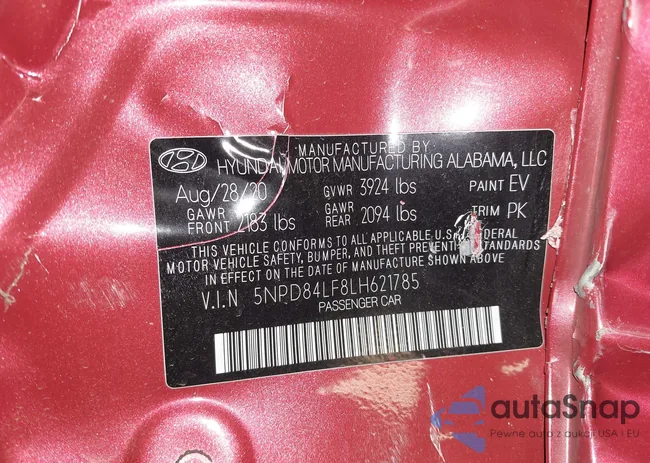 MANUFACTURED BY
HYUNDAI MOTOR MANUFACTURING ALABAMA, LLC
Aug/28/20 GVWR 3924 lbs PAINT EV
GAWR FRONT 2183 lbs GAWR REAR 2094 lbs TRIM PK
THIS VEHICLE CONFORMS TO ALL APPLICABLE U.S. FEDERAL
MOTOR VEHICLE SAFETY, BUMPER, AND THEFT PREVENTION STANDARDS
IN EFFECT ON THE DATE OF MANUFACTURE SHOWN ABOVE
V.I.N 5NPD84LF8LH621785
PASSENGER CAR
autaSnap
Pewne auta z aukcji USA i EU